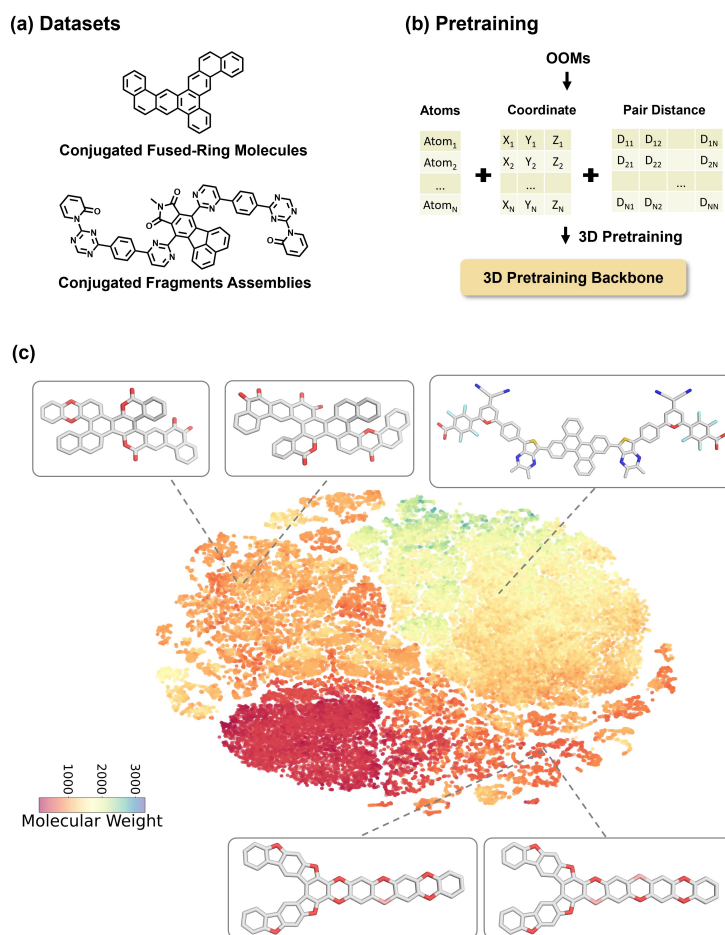 (a) Datasets
Conjugated Fused-Ring Molecules
O
O
N
O
N
N
N
N
N
N
N
N
N
N
N
N
O
Conjugated Fragments Assemblies
(b) Pretraining
OOMs
Atoms
Coordinate
Pair Distance
Atom1
X1 Y1 Z1
D11 D12 D1N
Atom2
X2 Y2 Z2
D21 D22 D2N
...
...
...
AtomN
XN YN ZN
DN1 DN2 DNN
3D Pretraining
3D Pretraining Backbone
(c)
1000
2000
3000
Molecular Weight